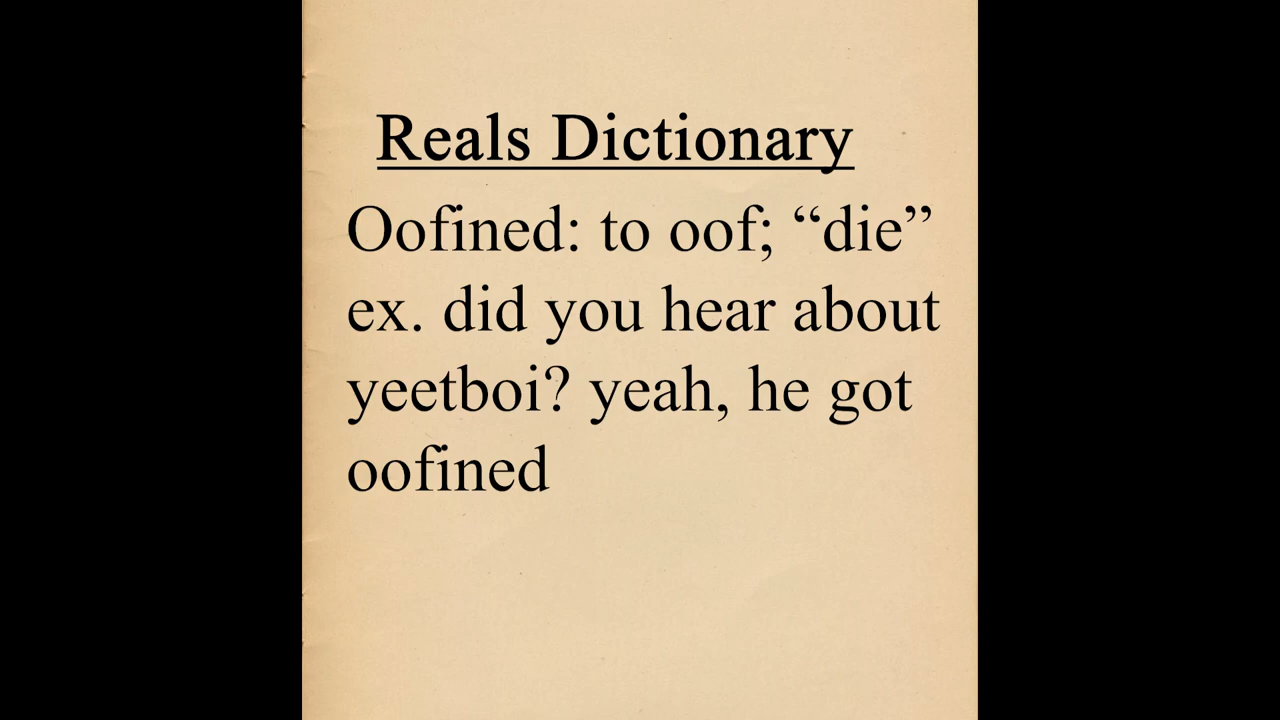 Reals Dictionary
Oofined: to oof; “die”
ex. did you hear about
yeetboi? yeah, he got
oofined